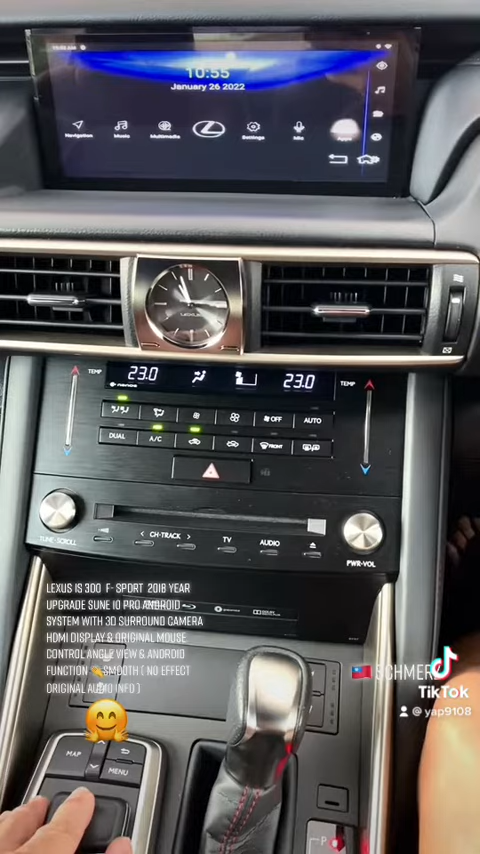 10:55
January 26 2022
Navigation
Music
Multimedia
Settings
Mic
Apps
LEXUS
TEMP
23.0
23.0
TEMP
nanoe
OFF
AUTO
DUAL
A/C
FRONT
TUNE·SCROLL
CH·TRACK
TV
AUDIO
PWR·VOL
LEXUS IS 300 F-SPORT 2018 YEAR
UPGRADE SUNE 10 PRO ANDROID
SYSTEM WITH 3D SURROUND CAMERA
HDMI DISPLAY & ORIGINAL MOUSE
CONTROL ANGLE VIEW & ANDROID
FUNCTION 👏SMOOTH ( NO EFFECT
ORIGINAL AUDIO INFO )
🤗
🇹🇼 SCHMER
TikTok
@yap9108
MAP
MENU
P